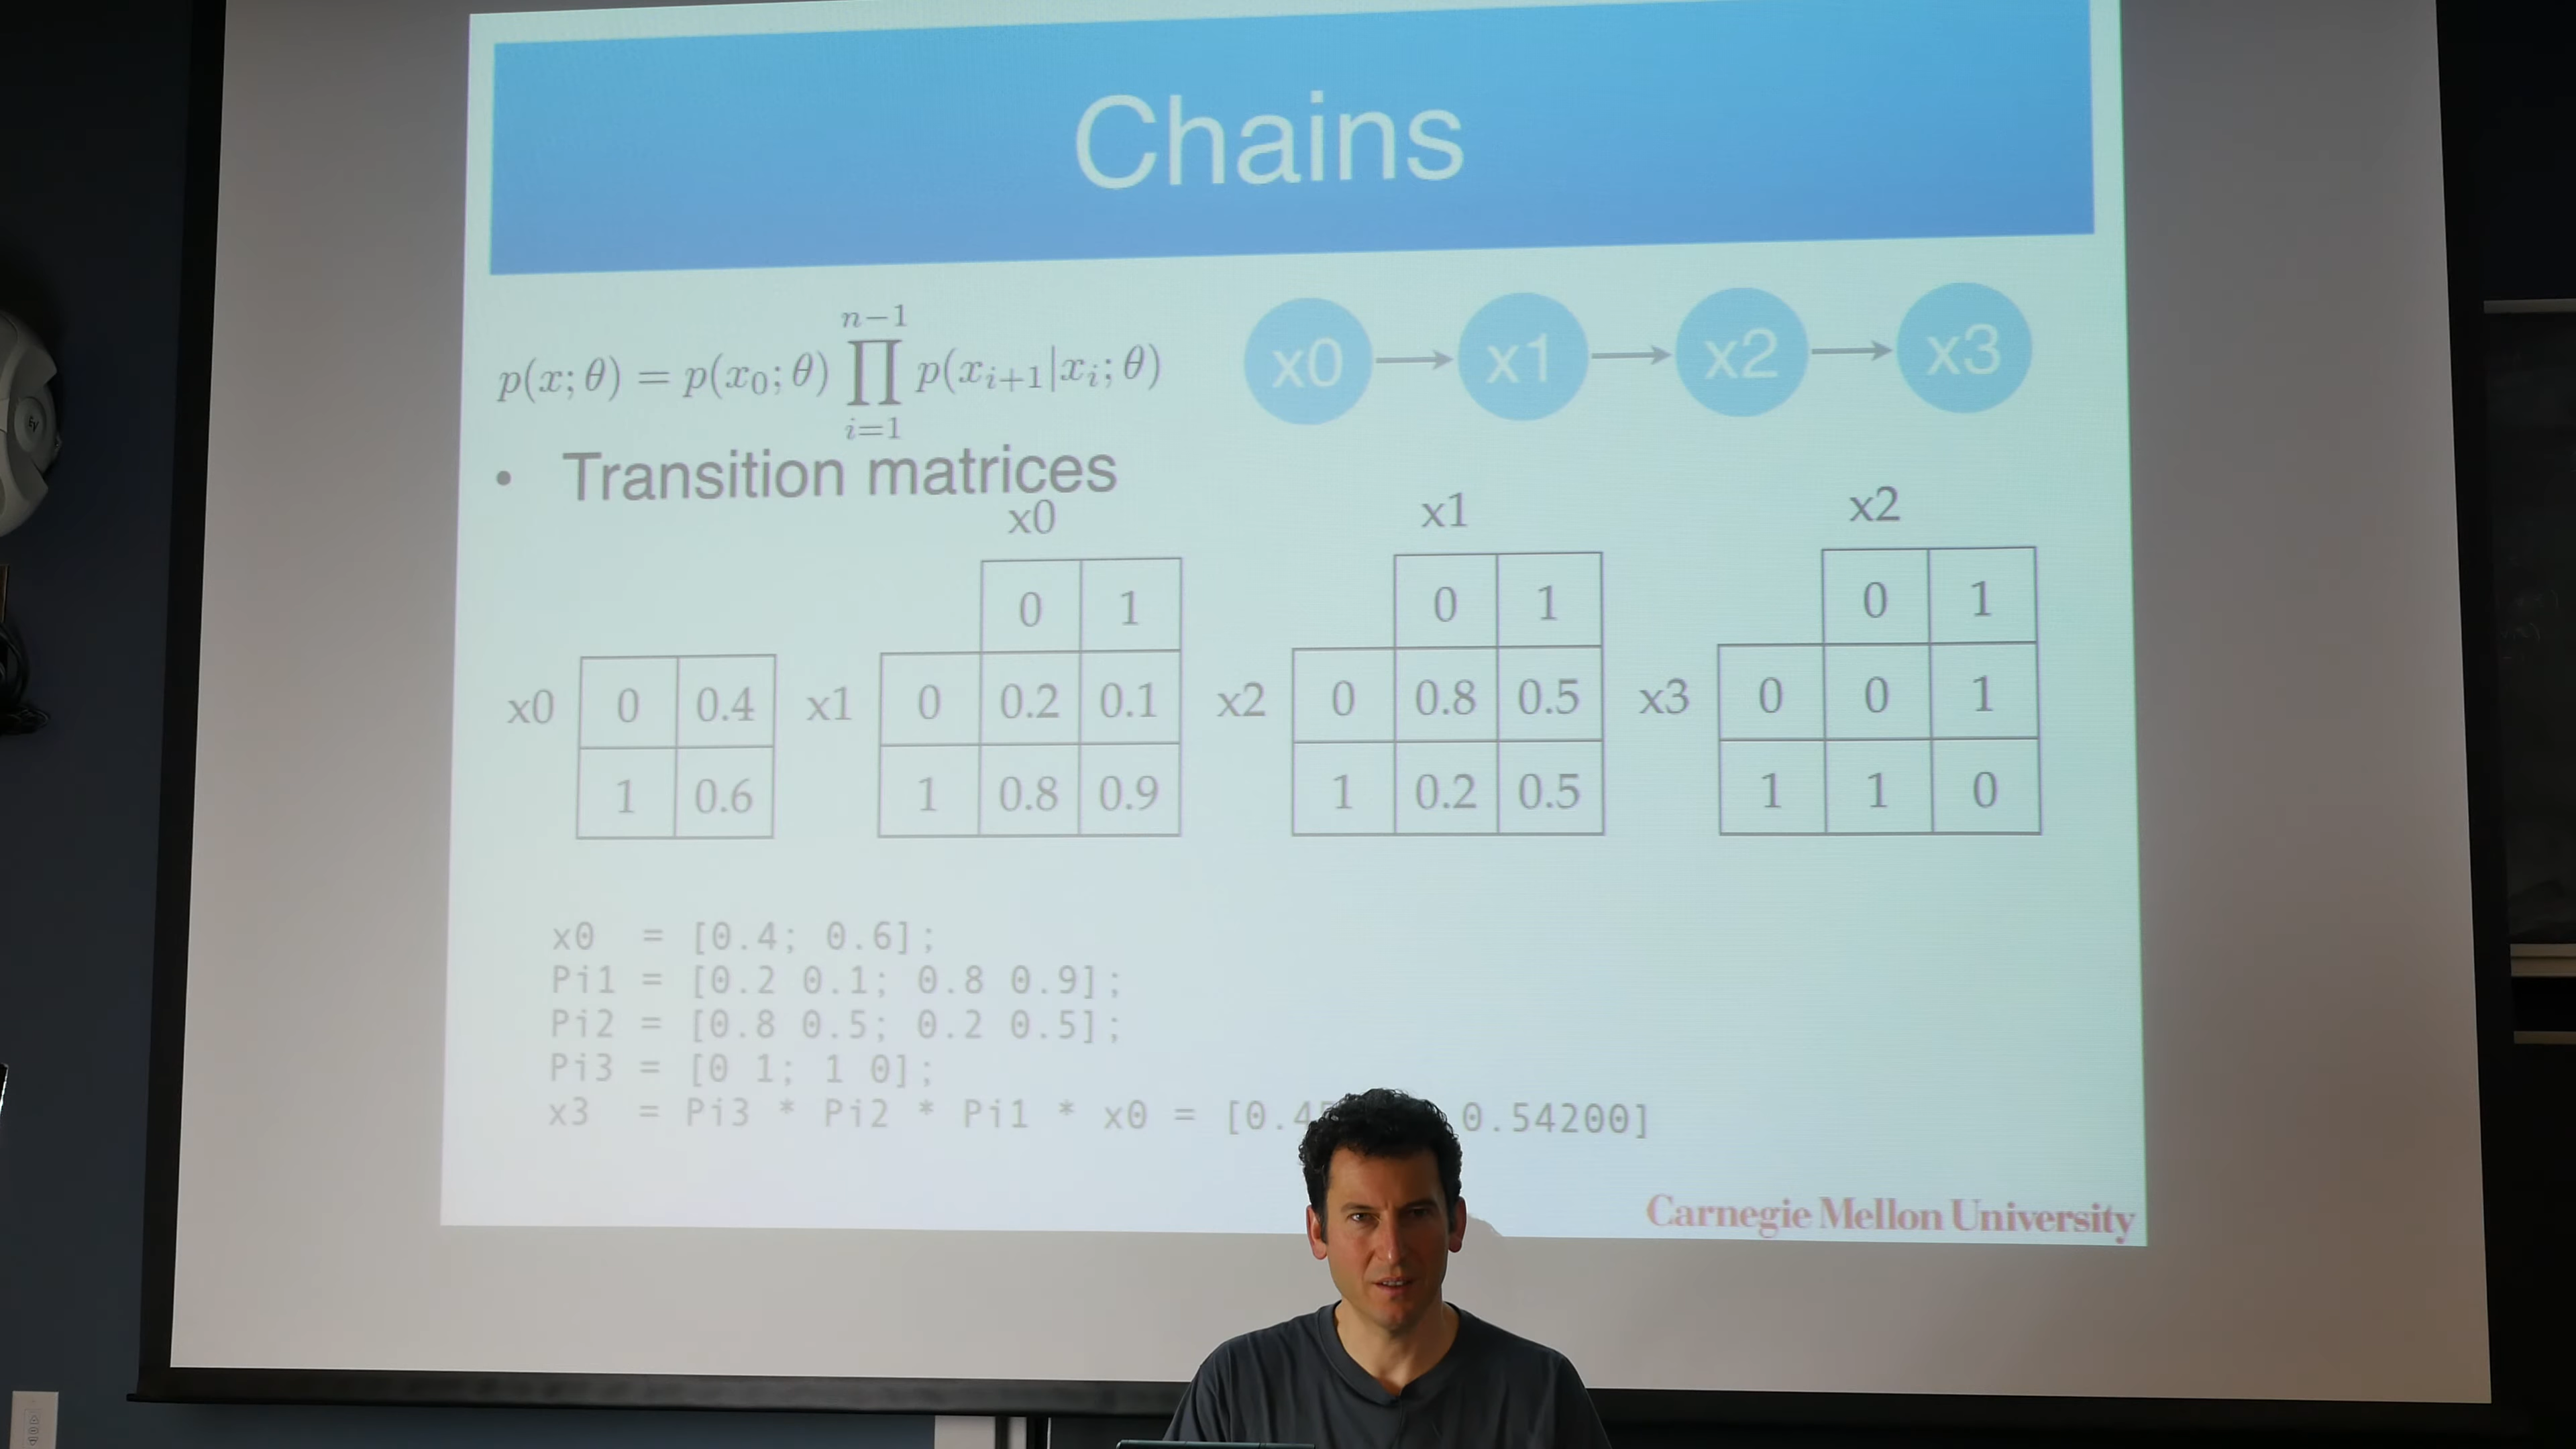 Chains
p(x; θ) = p(x₀; θ) ∏ᵢ₌₁ⁿ⁻¹ p(xᵢ₊₁|xᵢ; θ)
x0 x1 x2 x3
• Transition matrices
x0 x1 x2
0 1 0 1 0 1
x0 0 0.4 x1 0 0.2 0.1 x2 0 0.8 0.5 x3 0 0 1
1 0.6 1 0.8 0.9 1 0.2 0.5 1 1 0
x0 = [0.4; 0.6];
Pi1 = [0.2 0.1; 0.8 0.9];
Pi2 = [0.8 0.5; 0.2 0.5];
Pi3 = [0 1; 1 0];
x3 = Pi3 * Pi2 * Pi1 * x0 = [ 0.54200]
Carnegie Mellon University